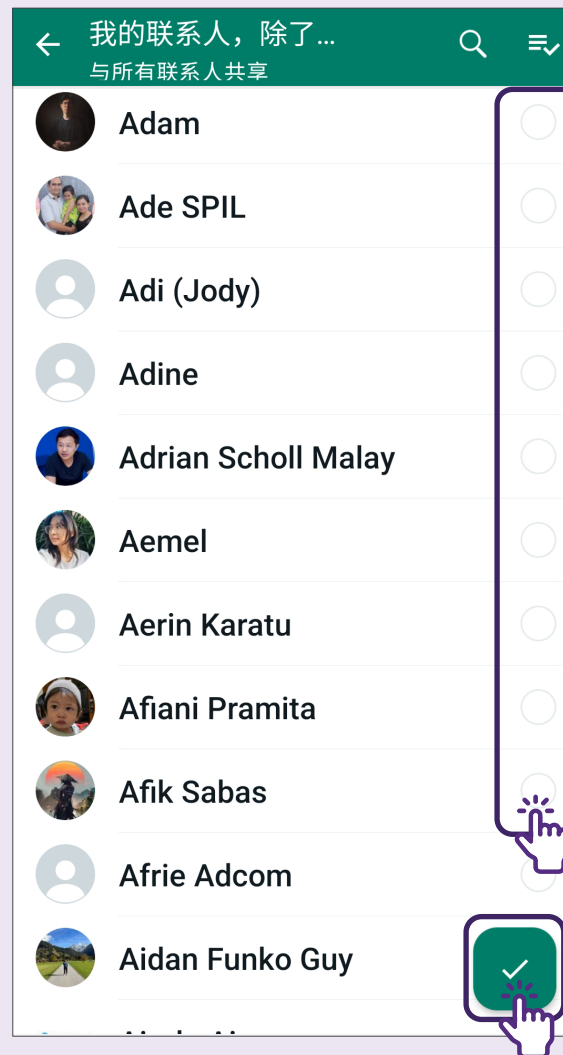 我的联系人，除了...
与所有联系人共享
Adam
Ade SPIL
Adi (Jody)
Adine
Adrian Scholl Malay
Aemel
Aerin Karatu
Afiani Pramita
Afik Sabas
Afrie Adcom
Aidan Funko Guy